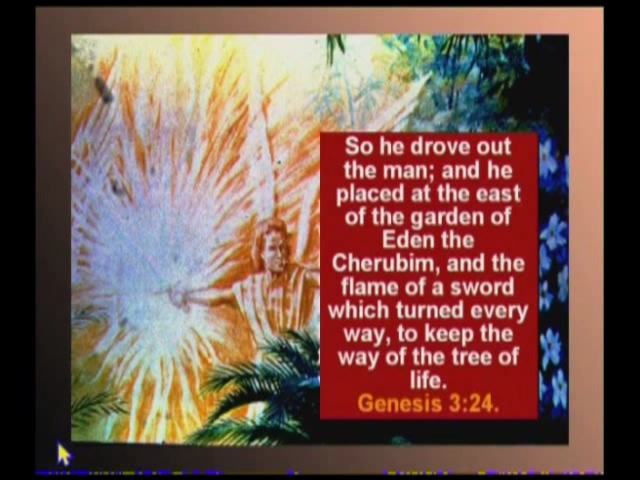 So he drove out
the man; and he
placed at the east
of the garden of
Eden the
Cherubim, and the
flame of a sword
which turned every
way, to keep the
way of the tree of
life.
Genesis 3:24.